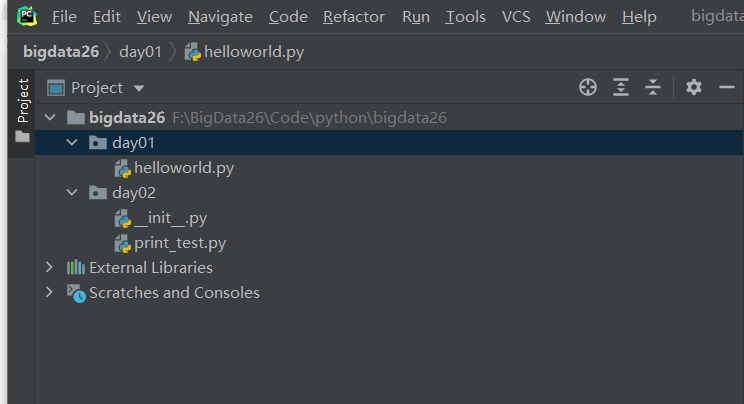 PC File Edit View Navigate Code Refactor Run Tools VCS Window Help bigdata
bigdata26 day01 helloworld.py
Project
Project
bigdata26 F:\BigData26\Code\python\bigdata26
day01
helloworld.py
day02
__init__.py
print_test.py
External Libraries
Scratches and Consoles